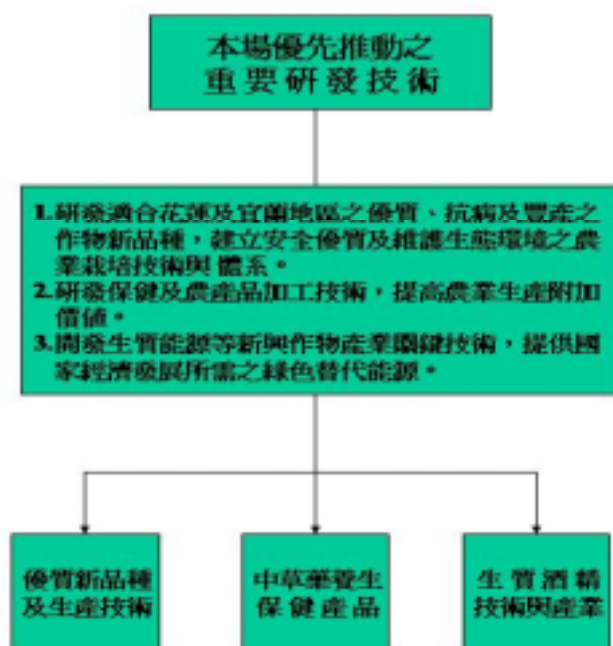 本場優先推動之
重要研發技術
1.研發適合花蓮及宜蘭地區之優質、抗病及豐產之
作物新品種，建立安全優質及維護生態環境之農
業栽培技術與 體系。
2.研發保健及農產品加工技術，提高農業生產附加
價值。
3.開發生質能源等新興作物產業關鍵技術，提供國
家經濟發展所需之綠色替代能源。
優質新品種
及生產技術
中草藥養生
保健產品
生質酒精
技術與產業